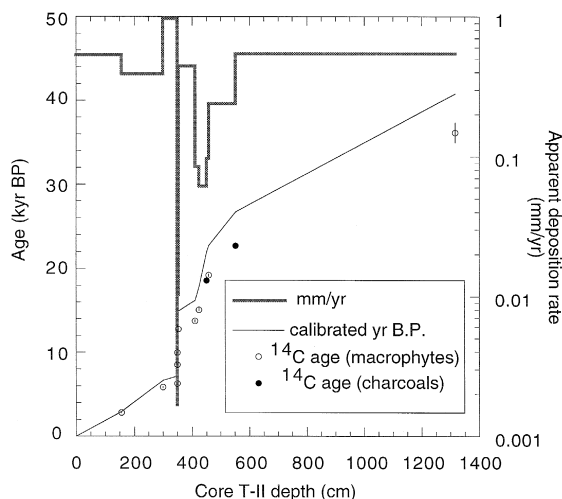 50
40
30
20
10
0
Age (kyr BP)
1
0.1
0.01
0.001
Apparent deposition rate
(mm/yr)
mm/yr
calibrated yr B.P.
14C age (macrophytes)
14C age (charcoals)
0 200 400 600 800 1000 1200 1400
Core T-II depth (cm)